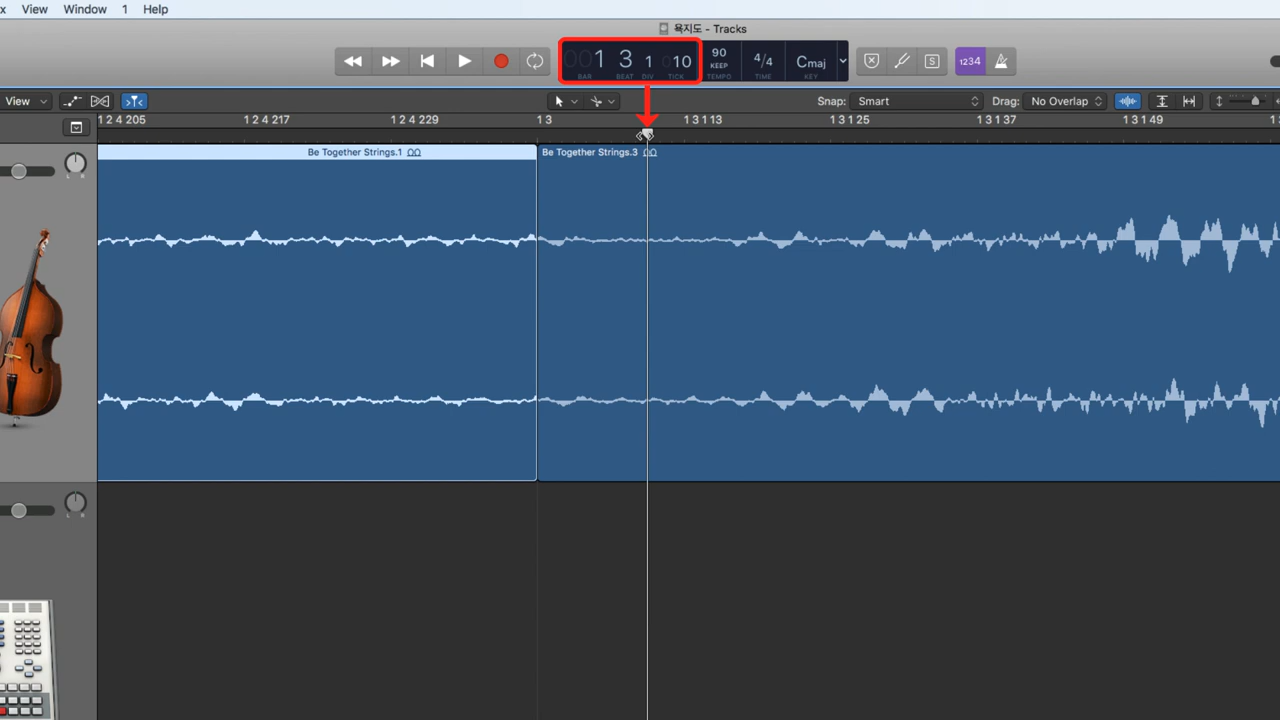 x View Window 1 Help
욕지도 - Tracks
001 3 1 010 90 KEEP 4/4 Cmaj 1234
BAR BEAT DIV TICK TEMPO TIME KEY
View Snap: Smart Drag: No Overlap
1 2 4 205 1 2 4 217 1 2 4 229 1 3 1 3 1 13 1 3 1 25 1 3 1 37 1 3 1 49
Be Together Strings.1 Be Together Strings.3
L R
L R